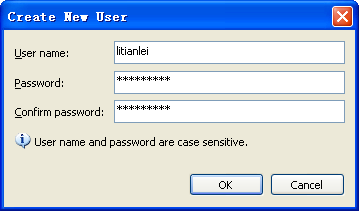 Create New User
User name: litianlei
Password: *********
Confirm password: *********
User name and password are case sensitive.
OK Cancel